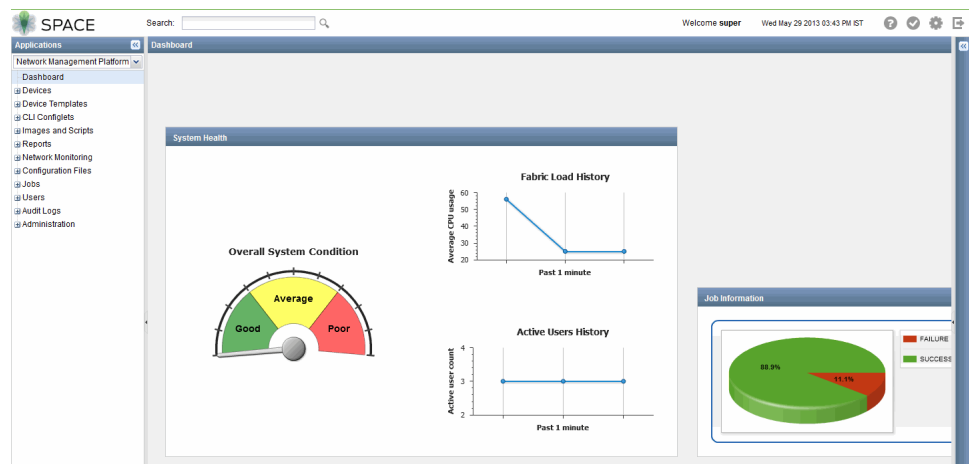 SPACE
Search:
Welcome super
Wed May 29 2013 03:43 PM IST
Applications
Network Management Platform
Dashboard
Devices
Device Templates
CLI Configlets
Images and Scripts
Reports
Network Monitoring
Configuration Files
Jobs
Users
Audit Logs
Administration
Dashboard
System Health
Overall System Condition
Good
Average
Poor
Fabric Load History
Average CPU usage
60
50
40
30
20
Past 1 minute
Active Users History
Active user count
4
3
2
Past 1 minute
Job Information
88.9%
11.1%
FAILURE
SUCCESS